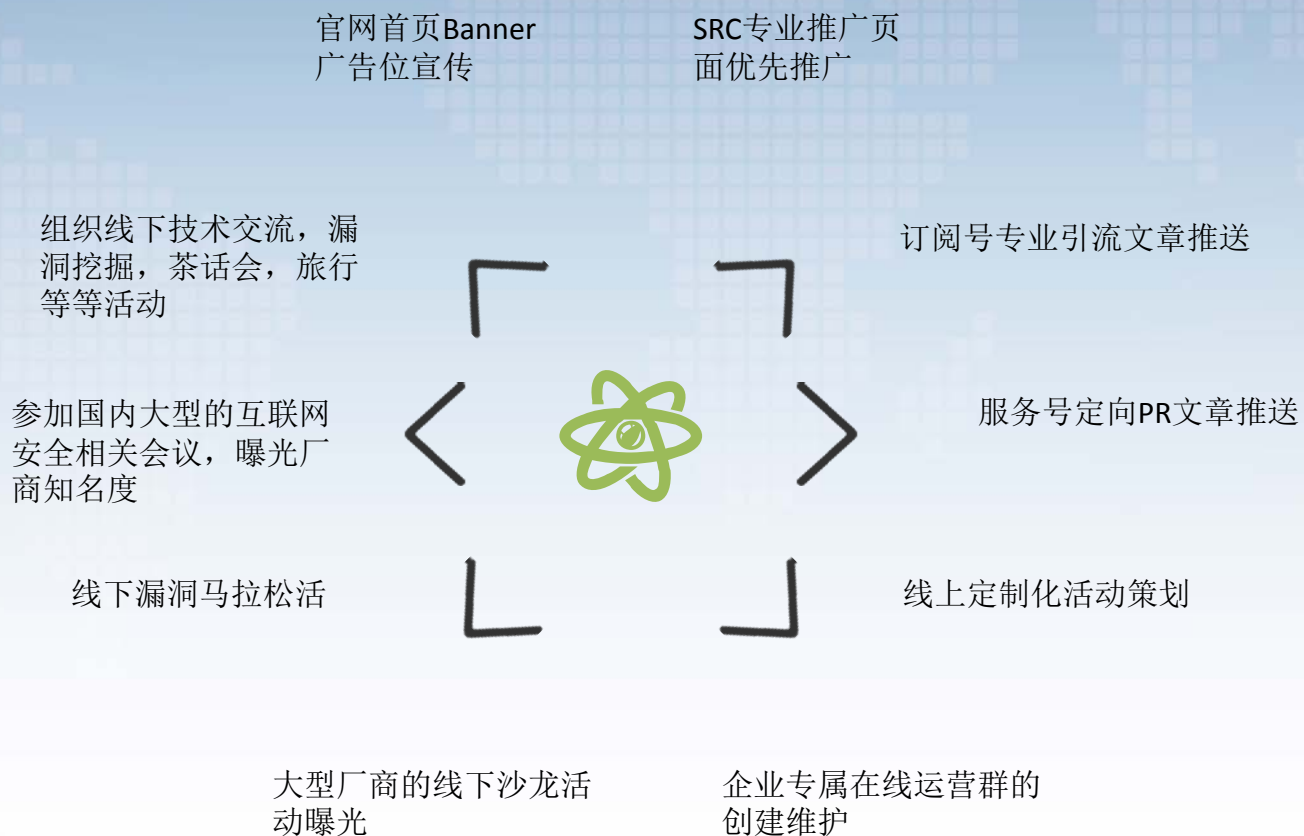 官网首页Banner
广告位宣传
SRC专业推广页
面优先推广
组织线下技术交流，漏
洞挖掘，茶话会，旅行
等等活动
订阅号专业引流文章推送
参加国内大型的互联网
安全相关会议，曝光厂
商知名度
服务号定向PR文章推送
线下漏洞马拉松活
线上定制化活动策划
大型厂商的线下沙龙活
动曝光
企业专属在线运营群的
创建维护